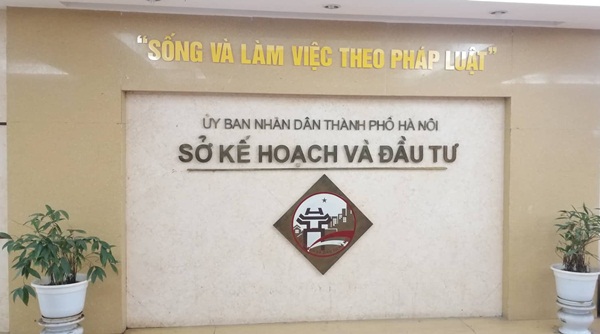 "SỐNG VÀ LÀM VIỆC THEO PHÁP LUẬT"
ỦY BAN NHÂN DÂN THÀNH PHỐ HÀ NỘI
SỞ KẾ HOẠCH VÀ ĐẦU TƯ